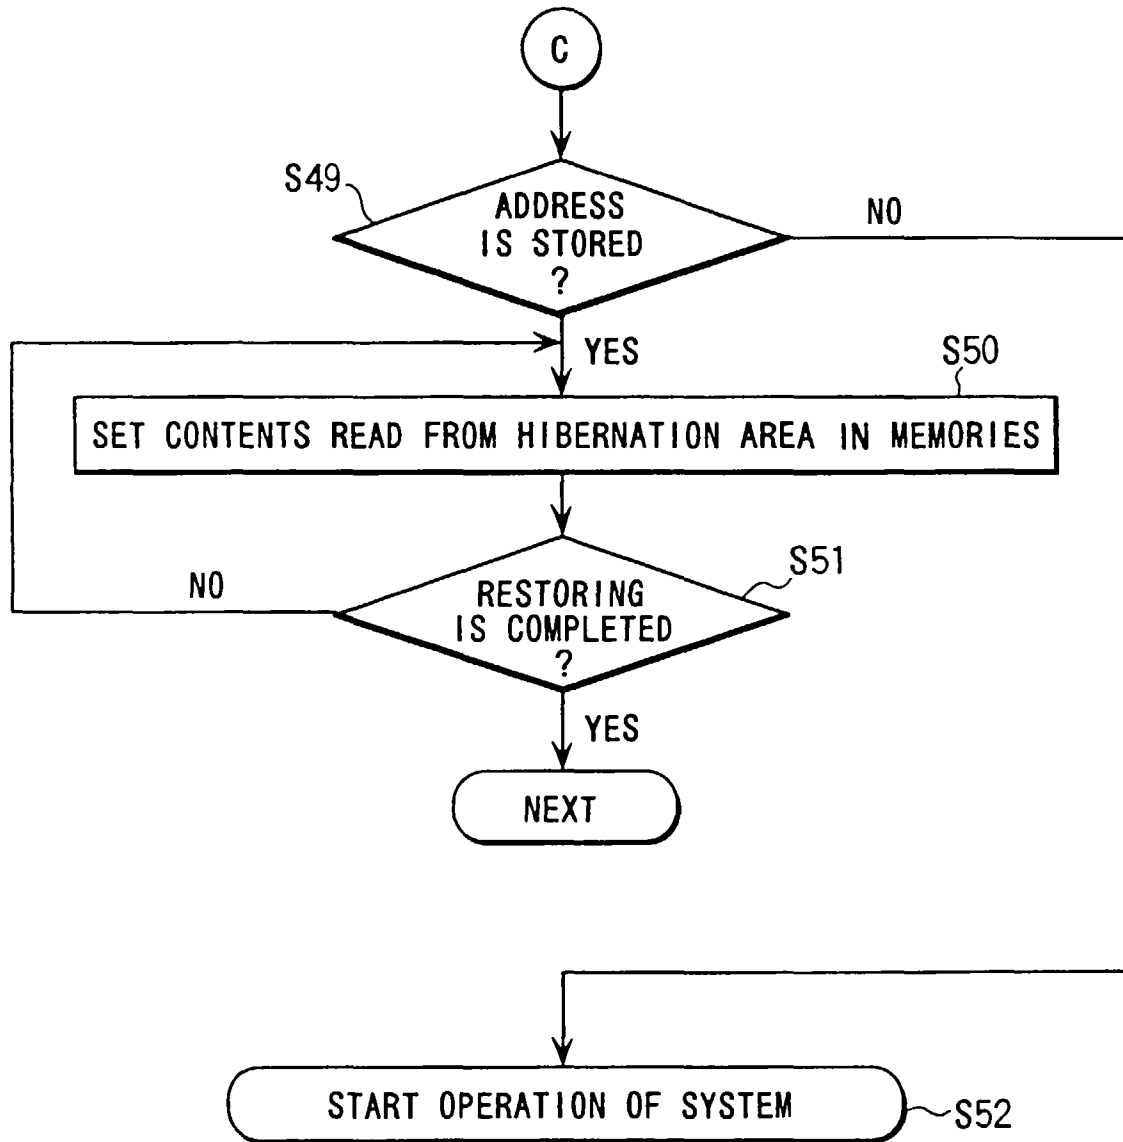 C
S49
ADDRESS
IS STORED
?
NO
YES
S50
SET CONTENTS READ FROM HIBERNATION AREA IN MEMORIES
S51
NO
RESTORING
IS COMPLETED
?
YES
NEXT
START OPERATION OF SYSTEM
S52